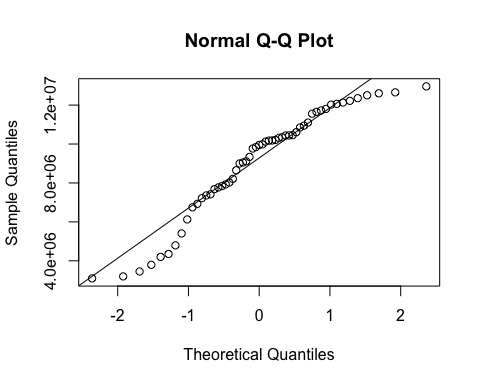 Normal Q-Q Plot
Sample Quantiles
1.2e+07
8.0e+06
4.0e+06
-2 -1 0 1 2
Theoretical Quantiles